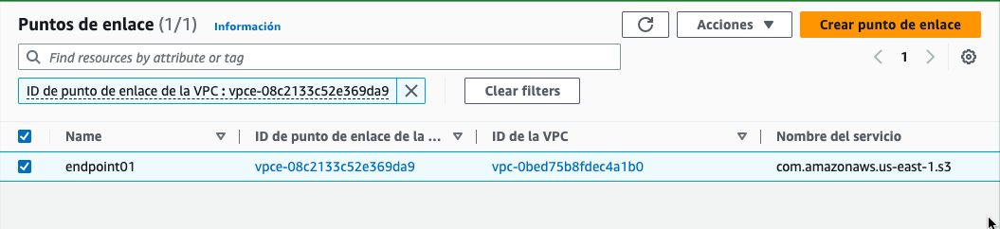 Puntos de enlace (1/1) Información Acciones Crear punto de enlace
Find resources by attribute or tag 1
ID de punto de enlace de la VPC : vpce-08c2133c52e369da9 Clear filters
Name ID de punto de enlace de la ... ID de la VPC Nombre del servicio
endpoint01 vpce-08c2133c52e369da9 vpc-0bed75b8fdec4a1b0 com.amazonaws.us-east-1.s3